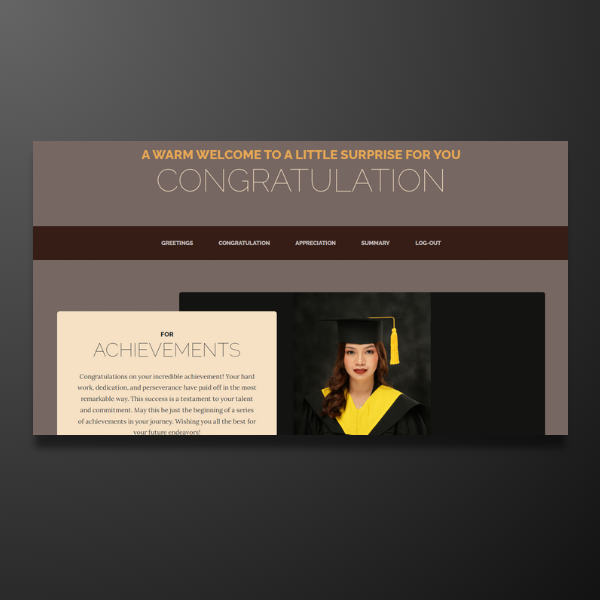 A WARM WELCOME TO A LITTLE SURPRISE FOR YOU
CONGRATULATION
GREETINGS CONGRATULATION APPRECIATION SUMMARY LOG-OUT
FOR
ACHIEVEMENTS
Congratulations on your incredible achievement! Your hard
work, dedication, and perseverance have paid off in the most
remarkable way. This success is a testament to your talent
and commitment. May this be just the beginning of a series
of achievements in your journey. Wishing you all the best for
your future endeavors!